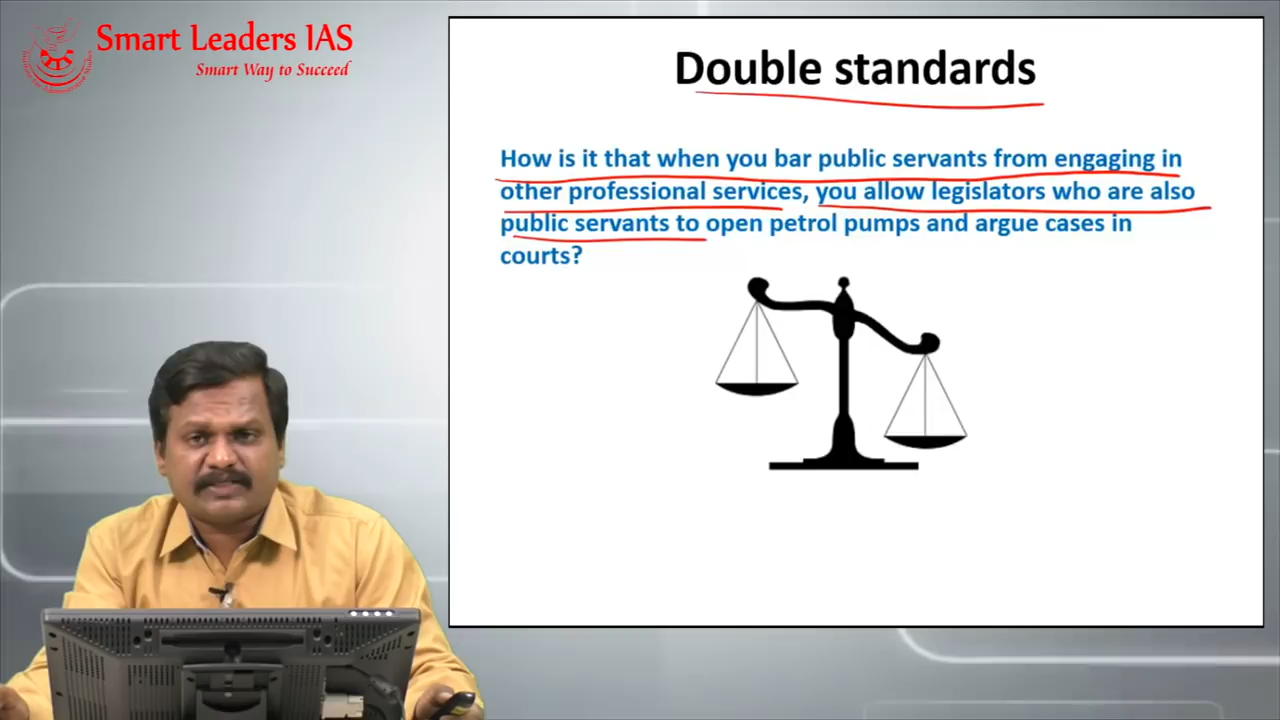 Smart Leaders IAS
Smart Way to Succeed
Double standards
How is it that when you bar public servants from engaging in
other professional services, you allow legislators who are also
public servants to open petrol pumps and argue cases in
courts?